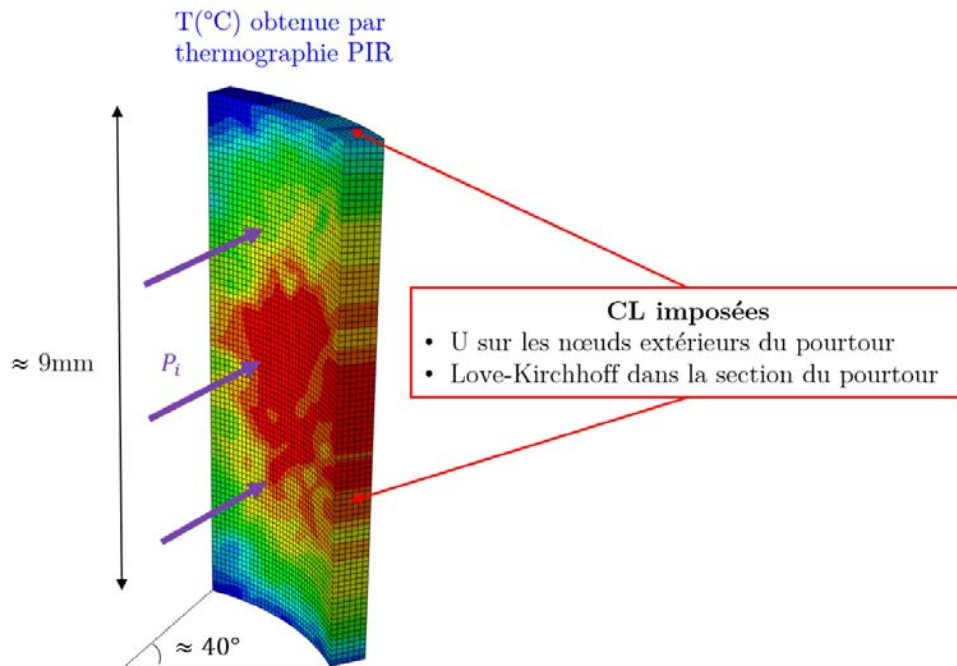 T(°C) obtenue par
thermographie PIR
CL imposées
• U sur les nœuds extérieurs du pourtour
• Love-Kirchhoff dans la section du pourtour
≈ 9mm
P_i
≈ 40°